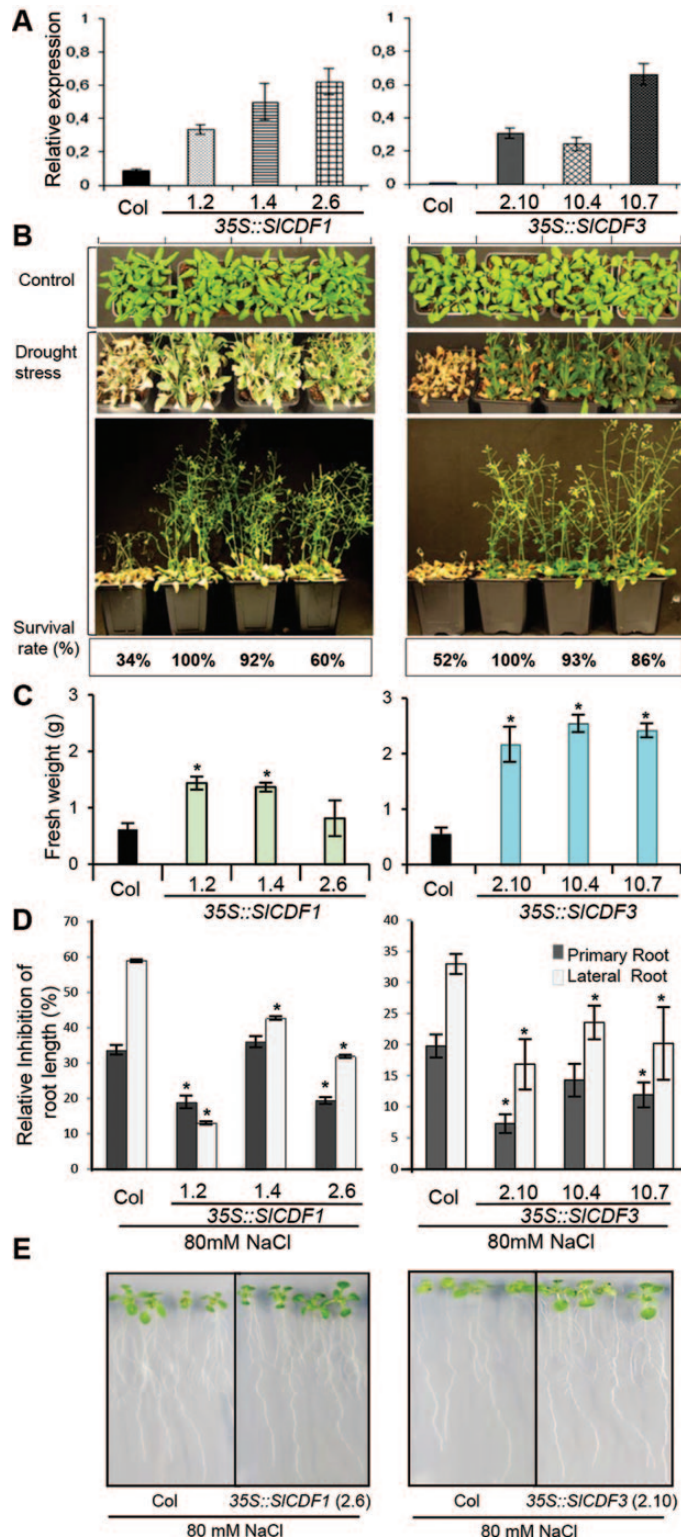 A
Relative expression
1
0,8
0,6
0,4
0,2
0
Col 1.2 1.4 2.6
35S::SlCDF1
1
0,8
0,6
0,4
0,2
0
Col 2.10 10.4 10.7
35S::SlCDF3
B
Control
Drought
stress
Survival
rate (%)
34% 100% 92% 60%
52% 100% 93% 86%
C
Fresh weight (g)
3
2
1
0
Col 1.2 1.4 2.6
35S::SlCDF1
* *
3
2
1
0
Col 2.10 10.4 10.7
35S::SlCDF3
* * *
D
Relative Inhibition of
root length (%)
70
60
50
40
30
20
10
0
* * * * *
Col 1.2 1.4 2.6
35S::SlCDF1
80mM NaCl
40
35
30
25
20
15
10
5
0
Primary Root
Lateral Root
* * * * *
Col 2.10 10.4 10.7
35S::SlCDF3
80mM NaCl
E
Col 35S::SlCDF1 (2.6)
80 mM NaCl
Col 35S::SlCDF3 (2.10)
80 mM NaCl